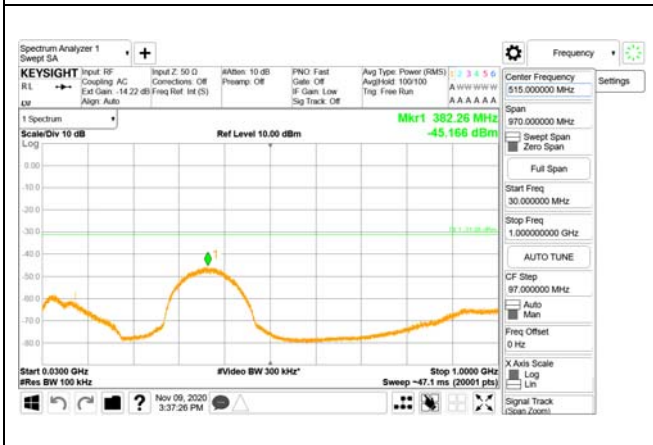 Spectrum Analyzer 1
Swept SA
Frequency
KEYSIGHT
RL
Input: RF
Coupling: AC
Ext Gain: -14.22 dB
Align: Auto
Input Z: 50 Ω
Corrections: Off
Freq Ref: Int (S)
#Atten: 10 dB
Preamp: Off
PNO: Fast
Gate: Off
IF Gain: Low
Sig Track: Off
Avg Type: Power (RMS)
Avg|Hold: 100/100
Trig: Free Run
1 2 3 4 5 6
A W W W W W
A A A A A A
1 Spectrum
Scale/Div 10 dB
Log
Ref Level 10.00 dBm
Mkr1 382.26 MHz
-45.166 dBm
0.00
-10.0
-20.0
-30.0
-40.0
-50.0
-60.0
-70.0
-80.0
1
Start 0.0300 GHz
#Res BW 100 kHz
#Video BW 300 kHz*
Stop 1.0000 GHz
Sweep ~47.1 ms (20001 pts)
Nov 09, 2020
3:37:26 PM
Center Frequency
515.000000 MHz
Settings
Span
970.000000 MHz
Swept Span
Zero Span
Full Span
Start Freq
30.000000 MHz
Stop Freq
1.000000000 GHz
AUTO TUNE
CF Step
97.000000 MHz
Auto
Man
Freq Offset
0 Hz
X Axis Scale
Log
Lin
Signal Track
(Span Zoom)